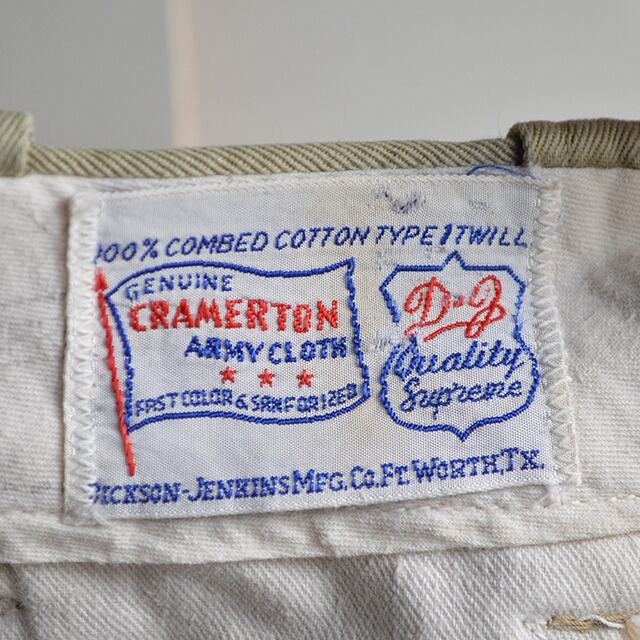 100% COMBED COTTON TYPE 1 TWILL
GENUINE
CRAMERTON
ARMY CLOTH
FAST COLOR & SANFORIZED
D-J
Quality
Supreme
DICKSON-JENKINS MFG. CO. FT. WORTH, TX.